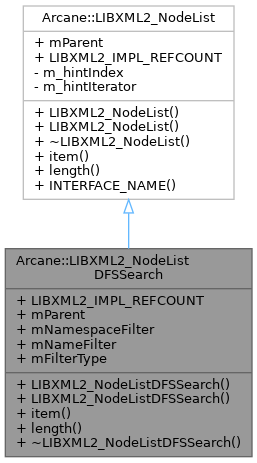 Arcane::LIBXML2_NodeList
+ mParent
+ LIBXML2_IMPL_REFCOUNT
- m_hintIndex
- m_hintIterator
+ LIBXML2_NodeList()
+ LIBXML2_NodeList()
+ ~LIBXML2_NodeList()
+ item()
+ length()
+ INTERFACE_NAME()
Arcane::LIBXML2_NodeList
DFSSearch
+ LIBXML2_IMPL_REFCOUNT
+ mParent
+ mNamespaceFilter
+ mNameFilter
+ mFilterType
+ LIBXML2_NodeListDFSSearch()
+ LIBXML2_NodeListDFSSearch()
+ item()
+ length()
+ ~LIBXML2_NodeListDFSSearch()